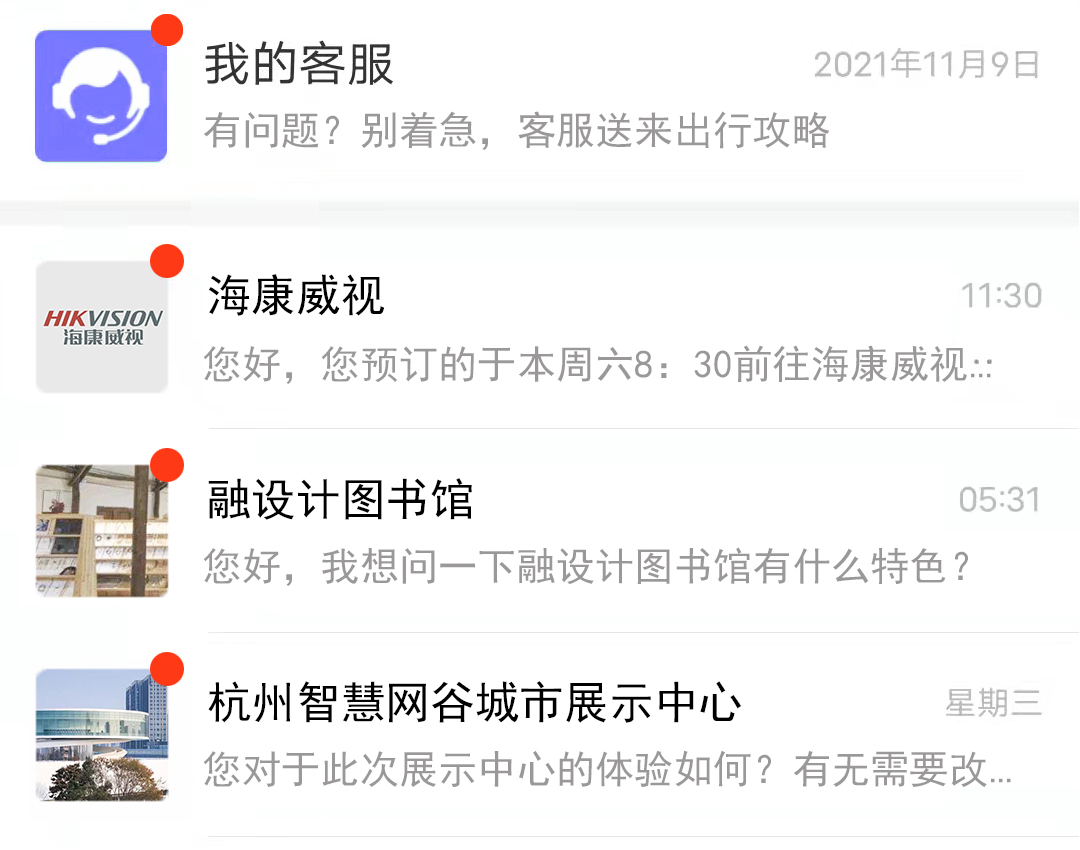 我的客服
2021年11月9日
有问题？别着急，客服送来出行攻略
HIKVISION
海康威视
海康威视
11:30
您好，您预订的于本周六8：30前往海康威视...
融设计图书馆
05:31
您好，我想问一下融设计图书馆有什么特色？
杭州智慧网谷城市展示中心
星期三
您对于此次展示中心的体验如何？有无需要改...